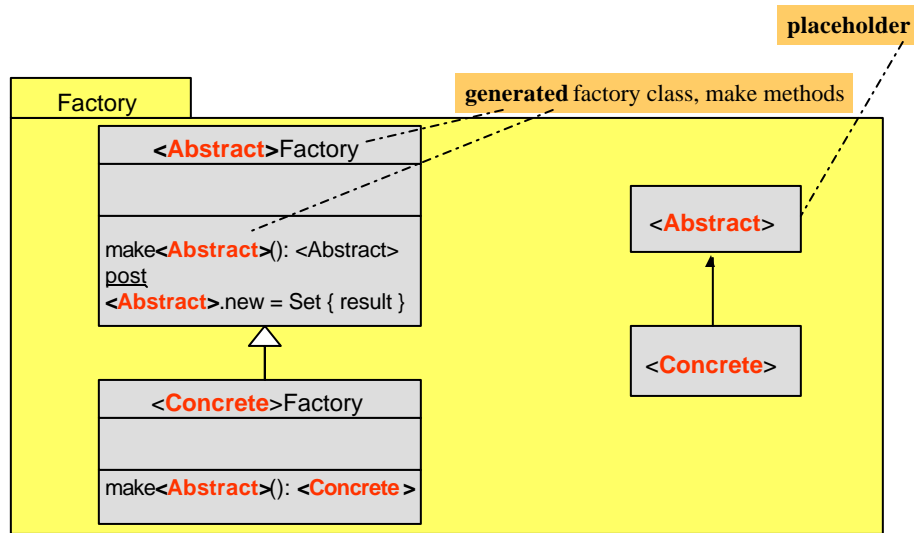 placeholder
Factory
generated factory class, make methods
<Abstract>Factory
make<Abstract>(): <Abstract>
post
<Abstract>.new = Set { result }
<Abstract>
<Concrete>
<Concrete>Factory
make<Abstract>(): <Concrete >